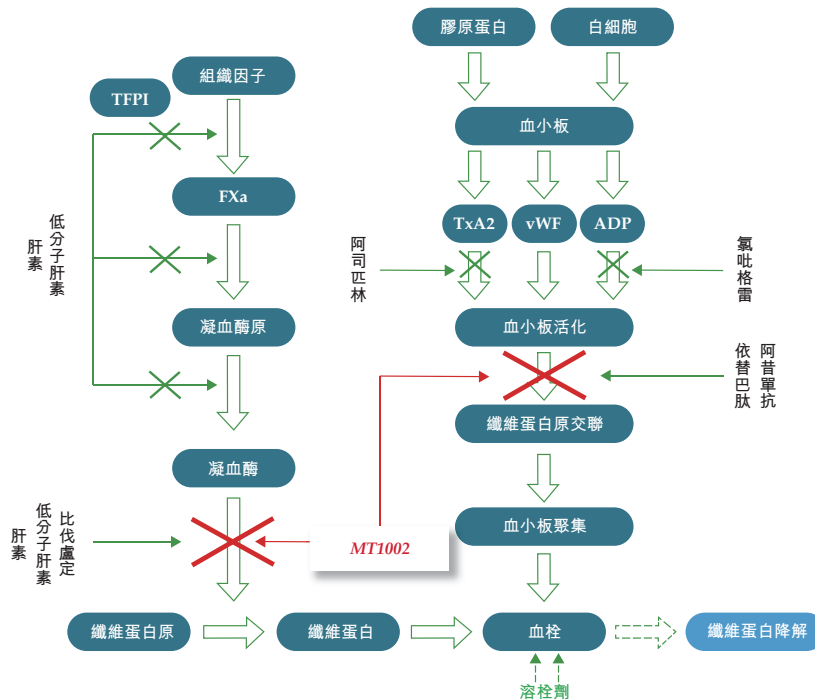 膠原蛋白
白細胞
組織因子
TFPI
血小板
FXa
TxA2
vWF
ADP
肝素
低分子肝素
阿司匹林
氯吡格雷
凝血酶原
血小板活化
依替巴肽
阿昔單抗
纖維蛋白原交聯
凝血酶
肝素
低分子肝素
比伐盧定
MT1002
血小板聚集
纖維蛋白原
纖維蛋白
血栓
纖維蛋白降解
溶栓劑